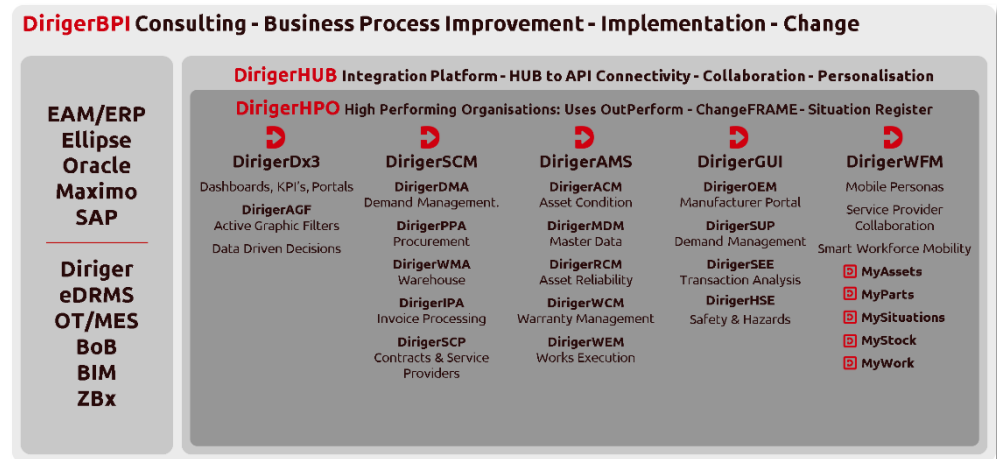 DirigerBPI Consulting - Business Process Improvement - Implementation - Change
EAM/ERP
Ellipse
Oracle
Maximo
SAP
Diriger
eDRMS
OT/MES
BoB
BIM
ZBx
DirigerHUB Integration Platform - HUB to API Connectivity - Collaboration - Personalisation
DirigerHPO High Performing Organisations: Uses OutPerform - ChangeFRAME - Situation Register
DirigerDx3
Dashboards, KPI's, Portals
DirigerAGF
Active Graphic Filters
Data Driven Decisions
DirigerSCM
DirigerDMA
Demand Management.
DirigerPPA
Procurement
DirigerWMA
Warehouse
DirigerIPA
Invoice Processing
DirigerSCP
Contracts & Service
Providers
DirigerAMS
DirigerACM
Asset Condition
DirigerMDM
Master Data
DirigerRCM
Asset Reliability
DirigerWCM
Warranty Management
DirigerWEM
Works Execution
DirigerGUI
DirigerOEM
Manufacturer Portal
DirigerSUP
Demand Management
DirigerSEE
Transaction Analysis
DirigerHSE
Safety & Hazards
DirigerWFM
Mobile Personas
Service Provider
Collaboration
Smart Workforce Mobility
MyAssets
MyParts
MySituations
MyStock
MyWork